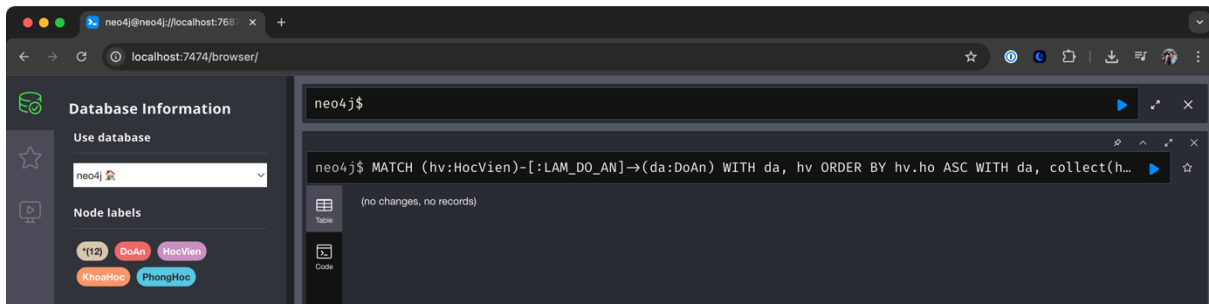 neo4j@neo4j://localhost:768
localhost:7474/browser/
Database Information
Use database
neo4j
Node labels
*(12) DoAn HocVien
KhoaHoc PhongHoc
neo4j$
neo4j$ MATCH (hv:HocVien)-[:LAM_DO_AN]→(da:DoAn) WITH da, hv ORDER BY hv.ho ASC WITH da, collect(h…
Table
(no changes, no records)
Code